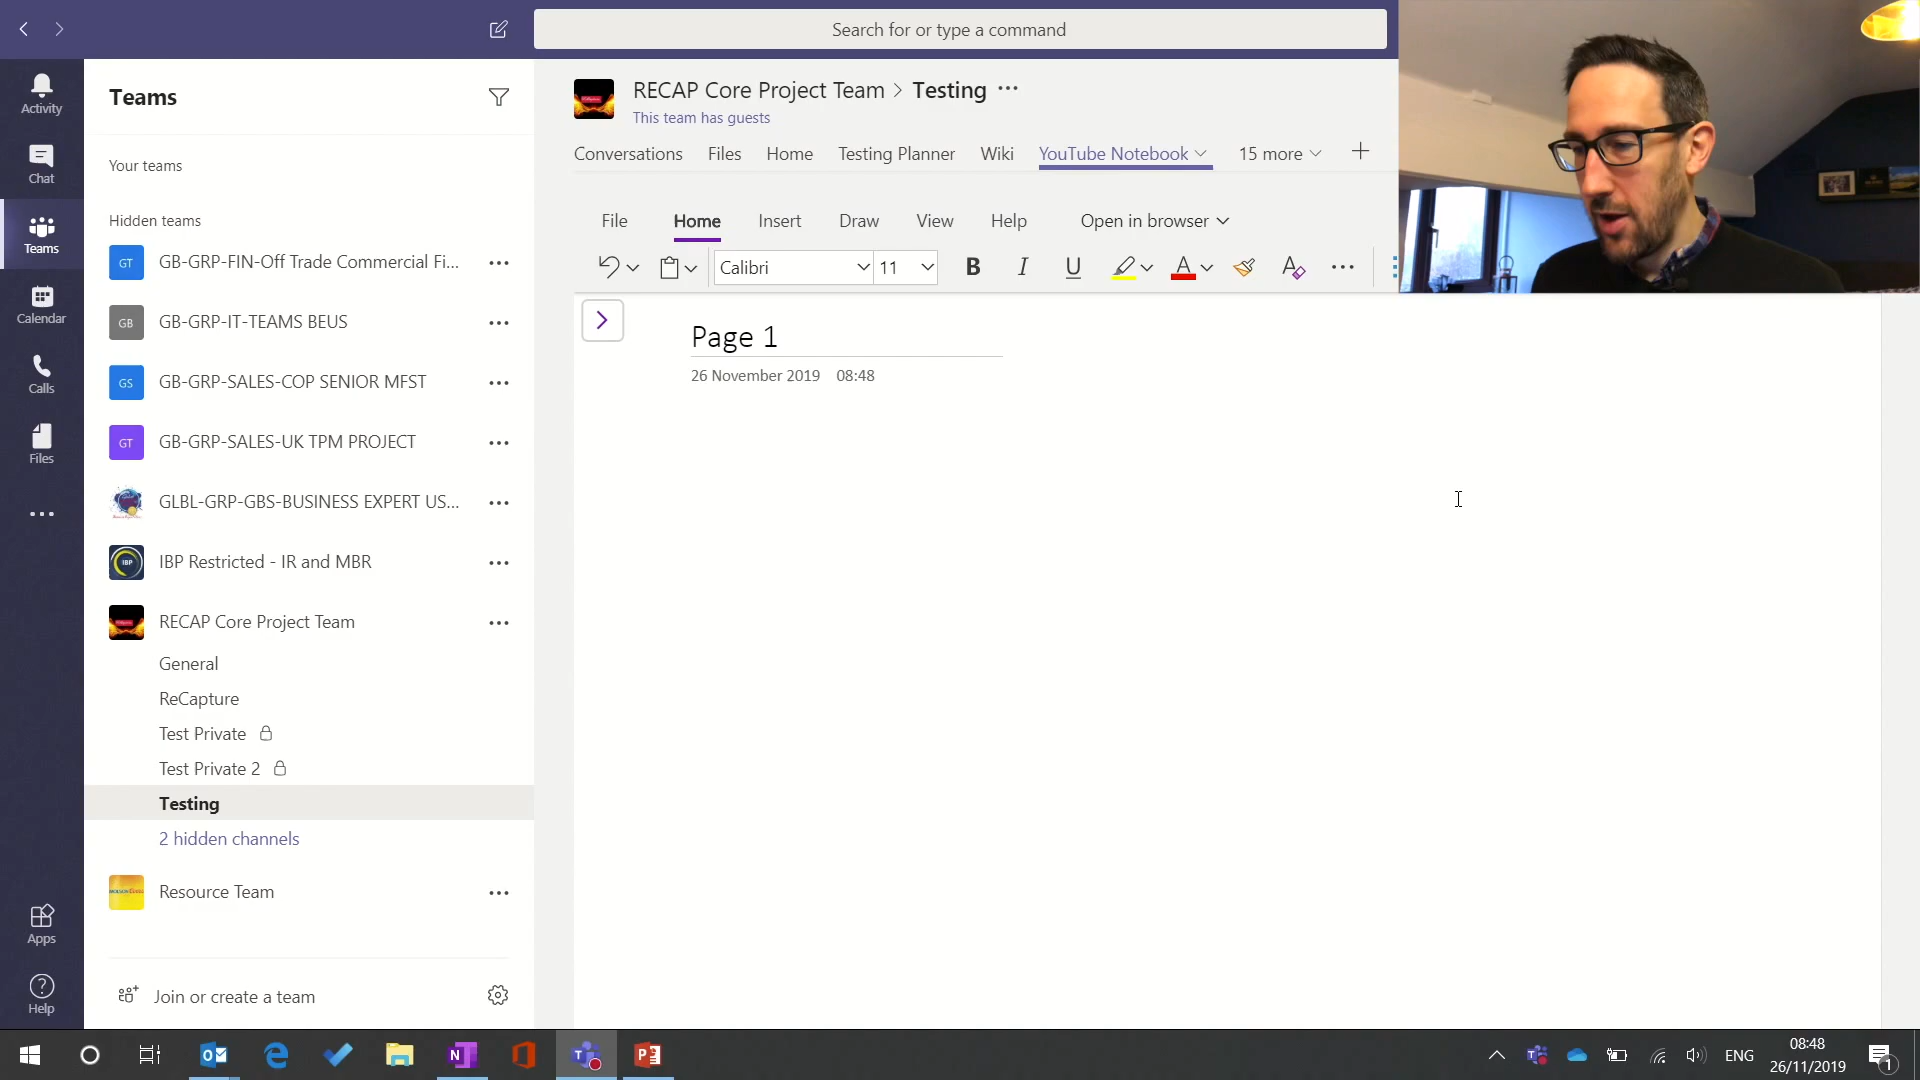 Search for or type a command
Activity
Chat
Teams
Calendar
Calls
Files
Apps
Help
Teams
Your teams
Hidden teams
GT GB-GRP-FIN-Off Trade Commercial Fi...
GB GB-GRP-IT-TEAMS BEUS
GS GB-GRP-SALES-COP SENIOR MFST
GT GB-GRP-SALES-UK TPM PROJECT
GLBL-GRP-GBS-BUSINESS EXPERT US...
IBP IBP Restricted - IR and MBR
RECAP Core Project Team
General
ReCapture
Test Private
Test Private 2
Testing
2 hidden channels
Resource Team
Join or create a team
RECAP Core Project Team > Testing ...
This team has guests
Conversations Files Home Testing Planner Wiki YouTube Notebook 15 more +
File Home Insert Draw View Help Open in browser
Calibri 11 B I U A A ...
Page 1
26 November 2019 08:48
ENG
08:48
26/11/2019
1